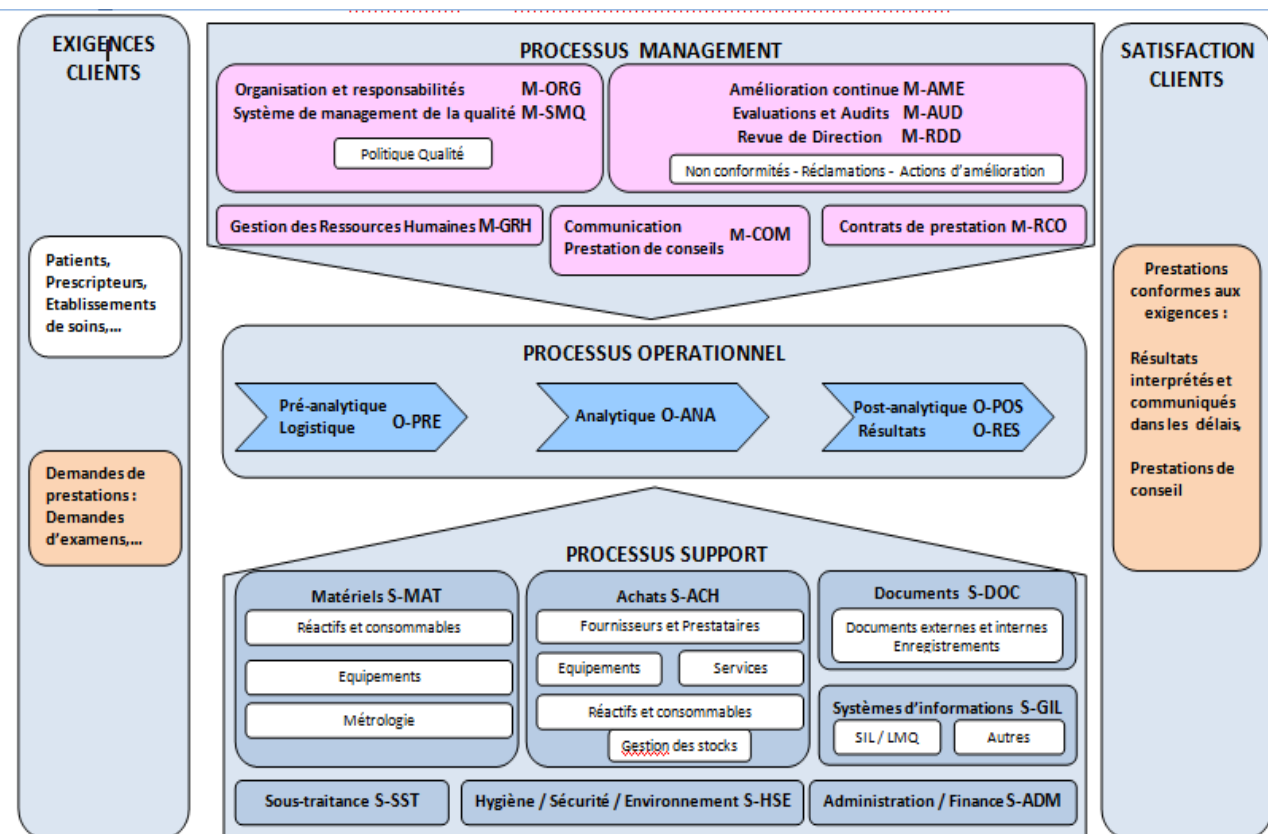 EXIGENCES
CLIENTS
Patients,
Prescripteurs,
Etablissements
de soins,...
Demandes de
prestations :
Demandes
d'examens,...
PROCESSUS MANAGEMENT
Organisation et responsabilités M-ORG
Système de management de la qualité M-SMQ
Politique Qualité
Amélioration continue M-AME
Evaluations et Audits M-AUD
Revue de Direction M-RDD
Non conformités - Réclamations - Actions d'amélioration
Gestion des Ressources Humaines M-GRH
Communication
Prestation de conseils
M-COM
Contrats de prestation M-RCO
PROCESSUS OPERATIONNEL
Pré-analytique
Logistique
O-PRE
Analytique O-ANA
Post-analytique O-POS
Résultats O-RES
PROCESSUS SUPPORT
Matériels S-MAT
Réactifs et consommables
Equipements
Métrologie
Achats S-ACH
Fournisseurs et Prestataires
Equipements
Services
Réactifs et consommables
Gestion des stocks
Documents S-DOC
Documents externes et internes
Enregistrements
Systèmes d'informations S-GIL
SIL / LMQ
Autres
Sous-traitance S-SST
Hygiène / Sécurité / Environnement S-HSE
Administration / Finance S-ADM
SATISFACTION
CLIENTS
Prestations
conformes aux
exigences :
Résultats
interprétés et
communiqués
dans les délais,
Prestations de
conseil